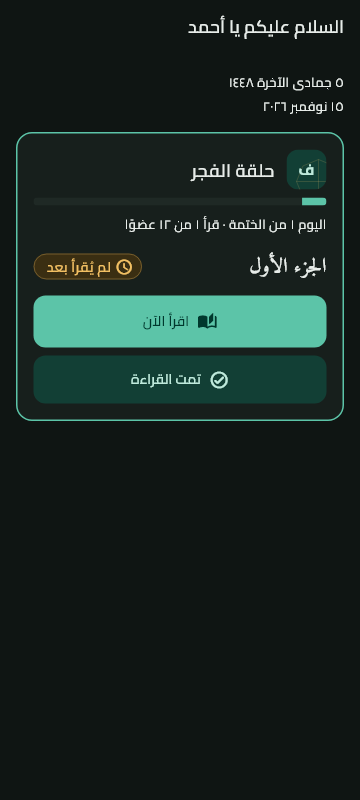 السلام عليكم يا أحمد
٥ جمادى الآخرة ١٤٤٨
١٥ نوفمبر ٢٠٢٦
ف
حلقة الفجر
اليوم ١ من الختمة · قرأ ١ من ١٢ عضوًا
الجزء الأول
لم يُقرأ بعد
اقرأ الآن
تمت القراءة